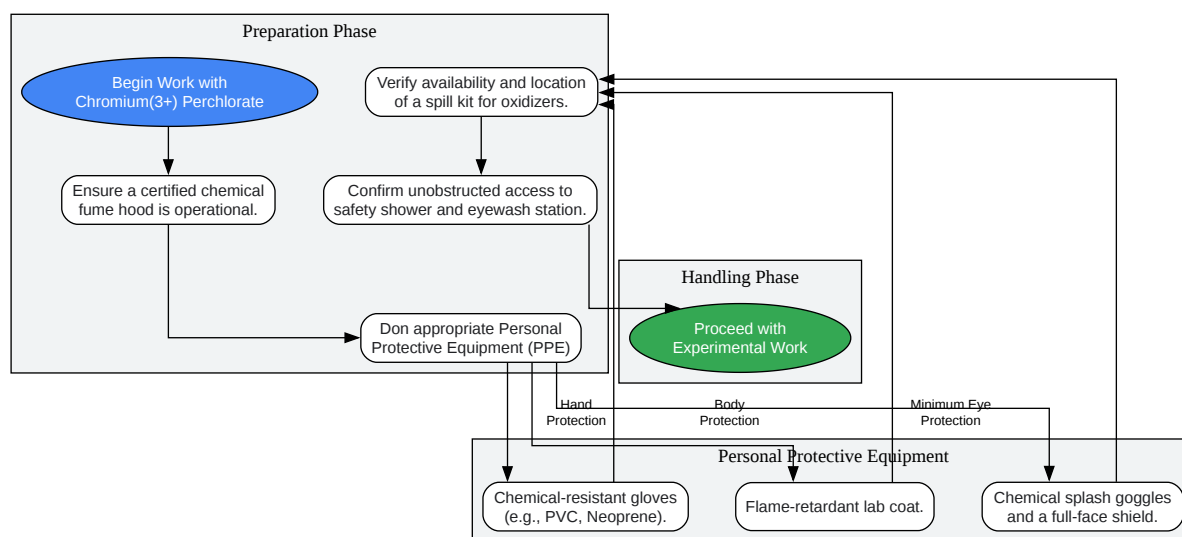 Preparation Phase
Begin Work with
Chromium(3+) Perchlorate
Verify availability and location
of a spill kit for oxidizers.
Ensure a certified chemical
fume hood is operational.
Confirm unobstructed access to
safety shower and eyewash station.
Handling Phase
Proceed with
Experimental Work
Don appropriate Personal
Protective Equipment (PPE)
Hand
Protection
Body
Protection
Minimum Eye
Protection
Personal Protective Equipment
Chemical-resistant gloves
(e.g., PVC, Neoprene).
Flame-retardant lab coat.
Chemical splash goggles
and a full-face shield.